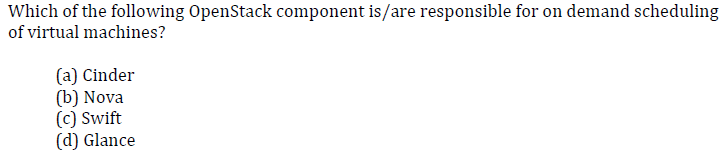 Which of the following OpenStack component is/are responsible for on demand scheduling
of virtual machines?
(a) Cinder
(b) Nova
(c) Swift
(d) Glance